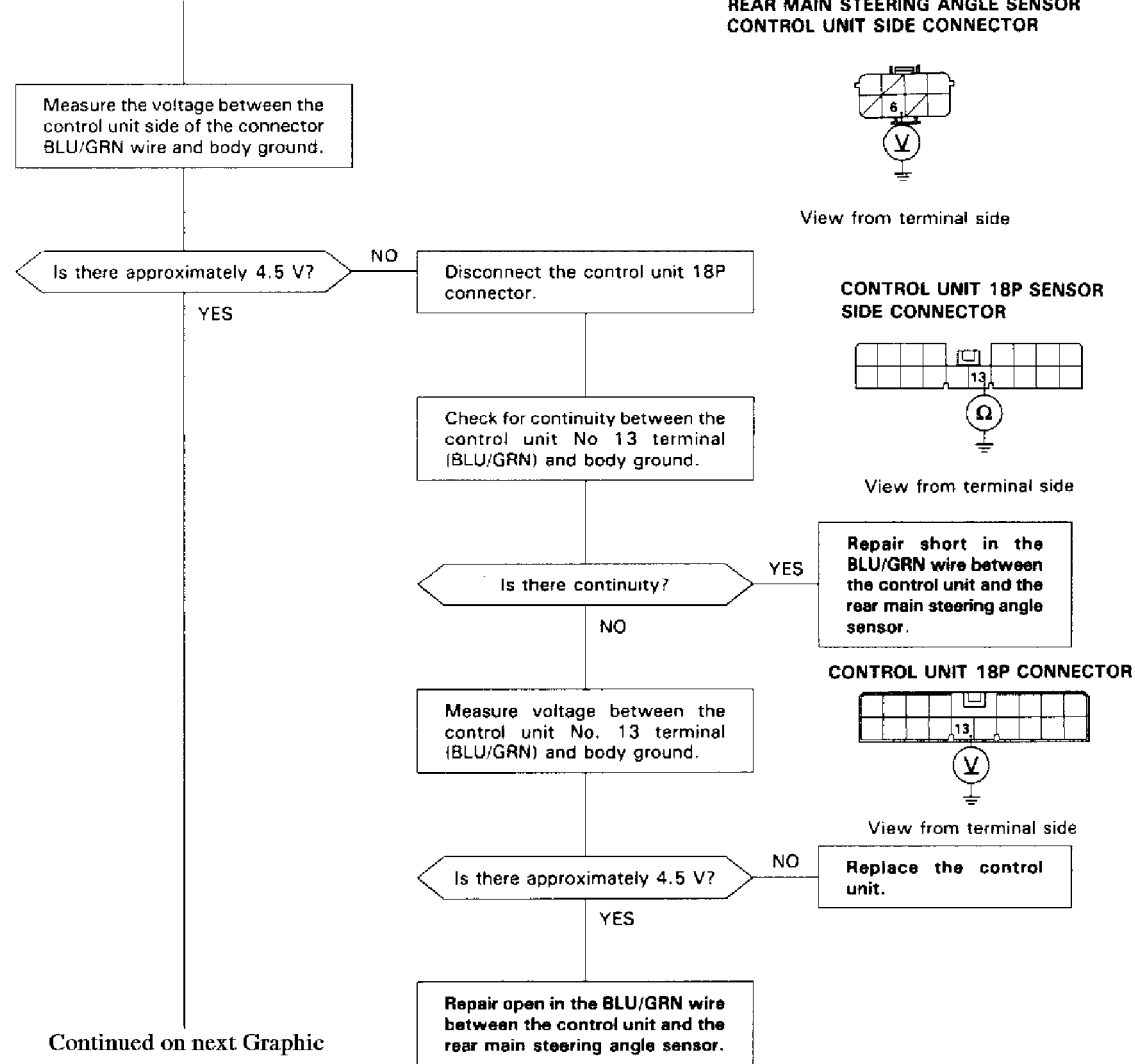 REAR MAIN STEERING ANGLE SENSOR
CONTROL UNIT SIDE CONNECTOR
Measure the voltage between the
control unit side of the connector
BLU/GRN wire and body ground.
6
V
View from terminal side
Is there approximately 4.5 V?
NO
YES
Disconnect the control unit 18P
connector.
CONTROL UNIT 18P SENSOR
SIDE CONNECTOR
13
Ω
View from terminal side
Check for continuity between the
control unit No 13 terminal
(BLU/GRN) and body ground.
Is there continuity?
YES
NO
Repair short in the
BLU/GRN wire between
the control unit and the
rear main steering angle
sensor.
CONTROL UNIT 18P CONNECTOR
13
V
View from terminal side
Measure voltage between the
control unit No. 13 terminal
(BLU/GRN) and body ground.
Is there approximately 4.5 V?
NO
YES
Replace the control
unit.
Repair open in the BLU/GRN wire
between the control unit and the
rear main steering angle sensor.
Continued on next Graphic